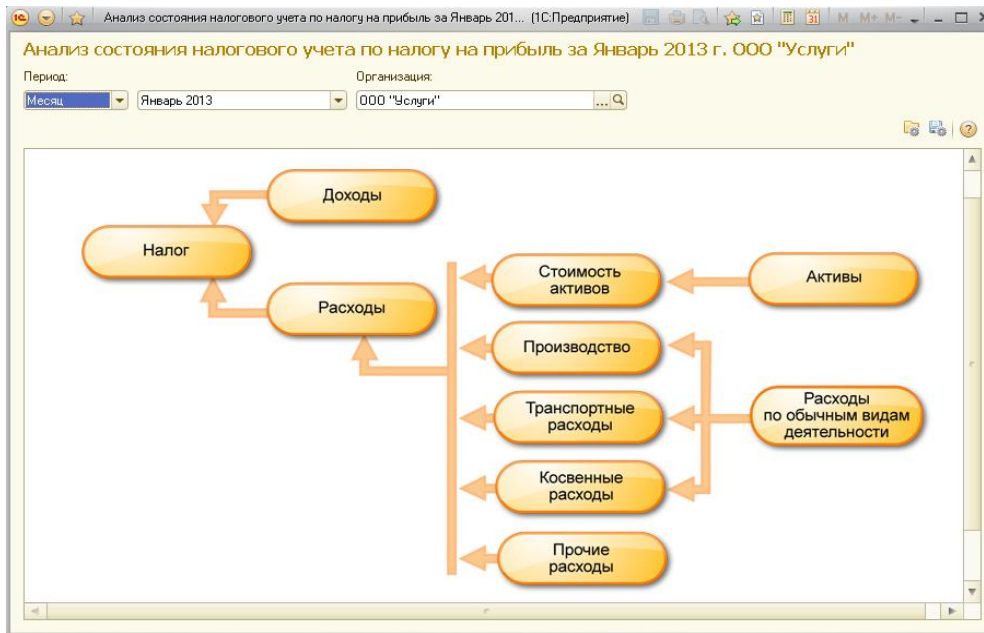 Анализ состояния налогового учета по налогу на прибыль за Январь 201... (1С:Предприятие)
M M+ M-
Анализ состояния налогового учета по налогу на прибыль за Январь 2013 г. ООО "Услуги"
Период:
Организация:
Месяц
Январь 2013
ООО "Услуги"
...
Доходы
Налог
Стоимость
активов
Активы
Расходы
Производство
Транспортные
расходы
Расходы
по обычным видам
деятельности
Косвенные
расходы
Прочие
расходы